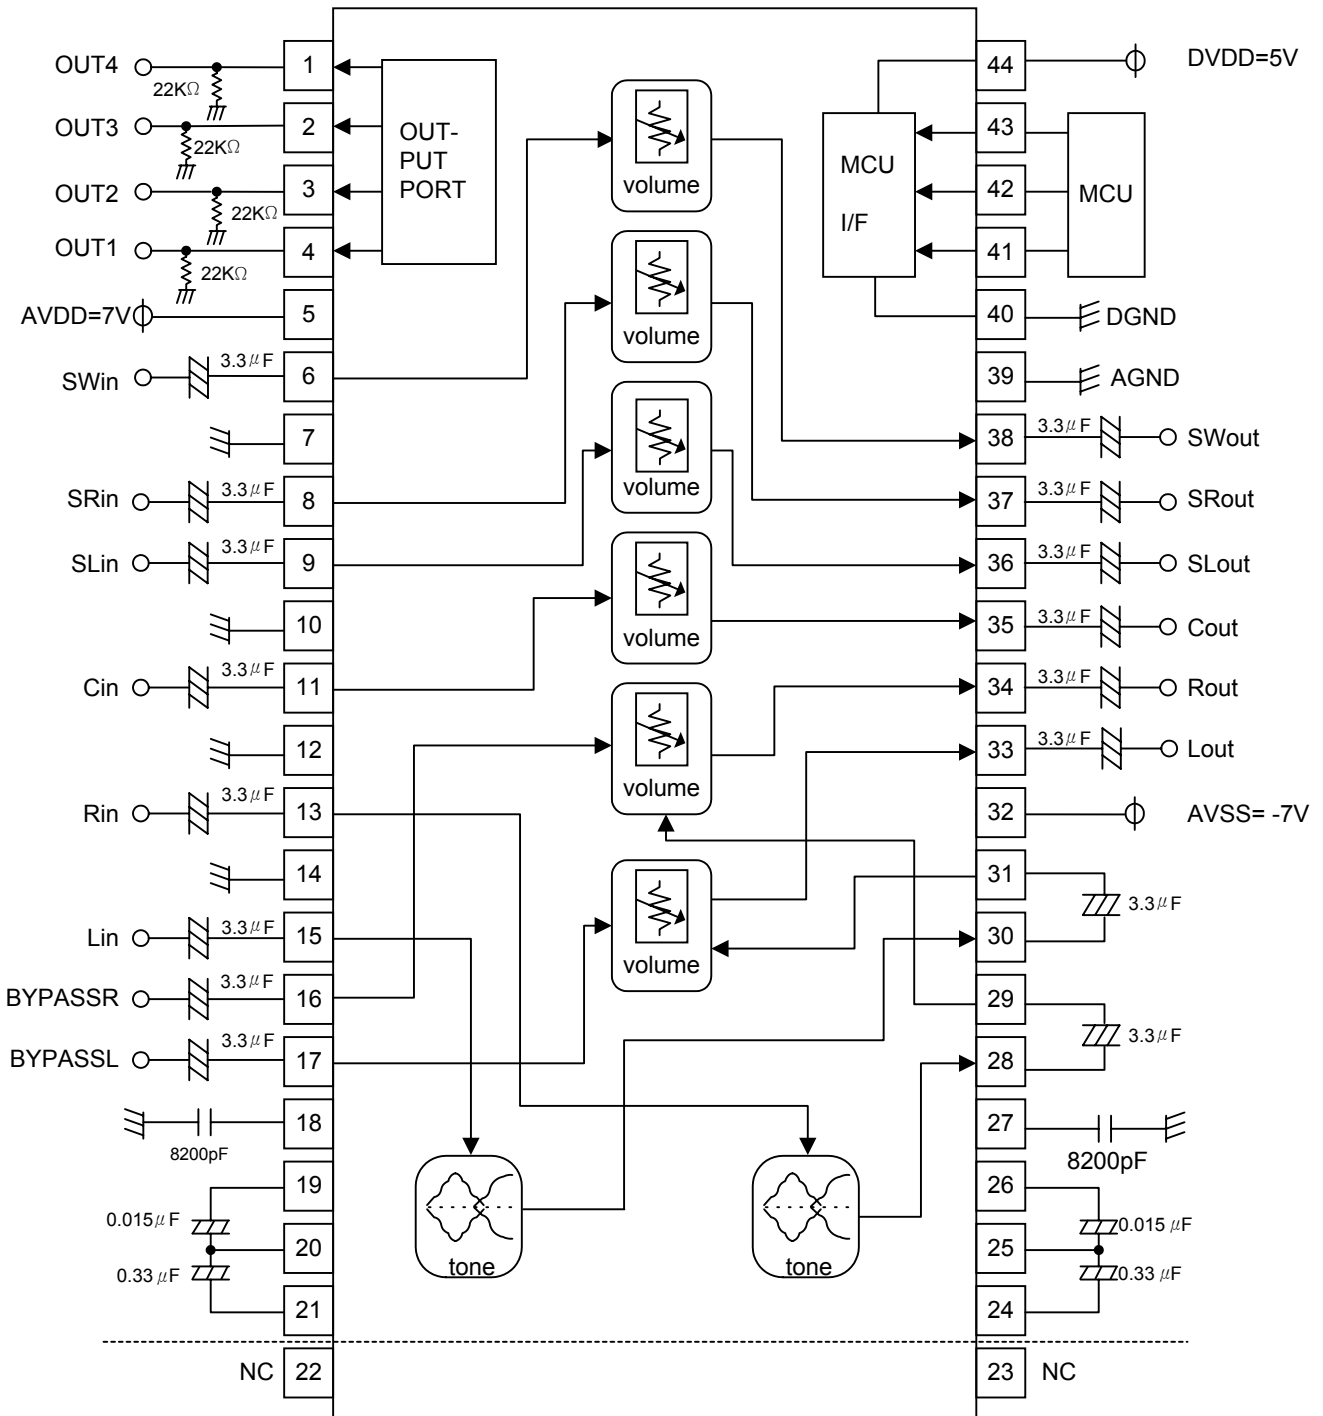 OUT4
22KΩ
1
OUT3
22KΩ
2
OUT2
22KΩ
3
OUT1
22KΩ
4
OUT-
PUT
PORT
AVDD=7V
5
SWin
3.3μF
6
7
SRin
3.3μF
8
SLin
3.3μF
9
10
Cin
3.3μF
11
12
Rin
3.3μF
13
14
Lin
3.3μF
15
BYPASSR
3.3μF
16
BYPASSL
3.3μF
17
18
8200pF
19
0.015μF
20
0.33μF
21
NC
22
volume
volume
volume
volume
volume
volume
tone
tone
MCU
I/F
MCU
44
DVDD=5V
43
42
41
40
DGND
39
AGND
38
3.3μF
SWout
37
3.3μF
SRout
36
3.3μF
SLout
35
3.3μF
Cout
34
3.3μF
Rout
33
3.3μF
Lout
32
AVSS= -7V
31
3.3μF
30
29
3.3μF
28
27
8200pF
26
0.015μF
25
0.33μF
24
23
NC